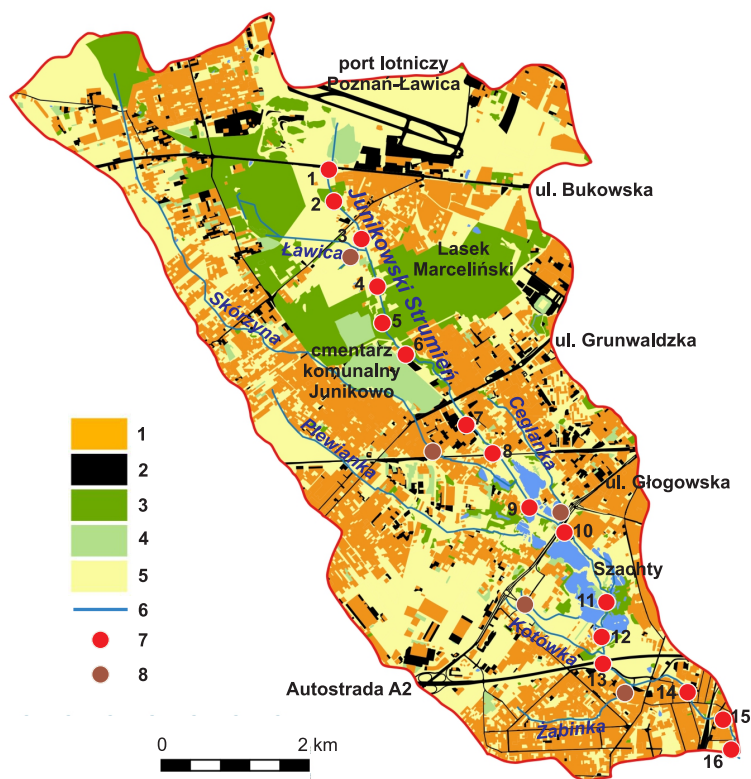 port lotniczy
Poznań-Ławica
1
ul. Bukowska
2
Junikowski Strumień
3
Ławica
Lasek
Marceliński
4
Skórzyna
5
ul. Grunwaldzka
6
cmentarz
komunalny
Junikowo
Ceglanka
7
Plewianka
8
ul. Głogowska
9
10
Szachty
11
Kotówka
12
13
Autostrada A2
14
15
Żabinka
16
1
2
3
4
5
6
7
8
0 2 km